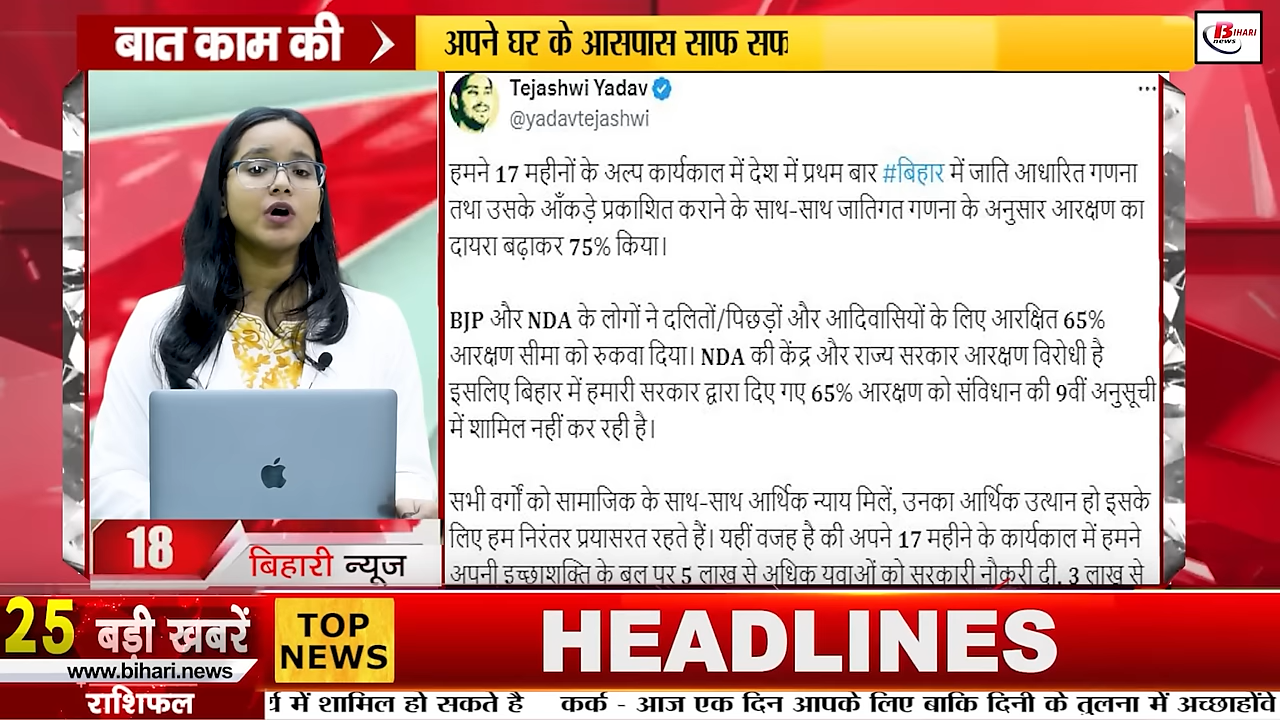 बात काम की
अपने घर के आसपास साफ सफ
BIHARI
news
Tejashwi Yadav
@yadavtejashwi
हमने 17 महीनों के अल्प कार्यकाल में देश में प्रथम बार #बिहार में जाति आधारित गणना
तथा उसके आँकड़े प्रकाशित कराने के साथ-साथ जातिगत गणना के अनुसार आरक्षण का
दायरा बढ़ाकर 75% किया।
BJP और NDA के लोगों ने दलितों/पिछड़ों और आदिवासियों के लिए आरक्षित 65%
आरक्षण सीमा को रुकवा दिया। NDA की केंद्र और राज्य सरकार आरक्षण विरोधी है
इसलिए बिहार में हमारी सरकार द्वारा दिए गए 65% आरक्षण को संविधान की 9वीं अनुसूची
में शामिल नहीं कर रही है।
सभी वर्गों को सामाजिक के साथ-साथ आर्थिक न्याय मिलें, उनका आर्थिक उत्थान हो इसके
लिए हम निरंतर प्रयासरत रहते हैं। यहीं वजह है की अपने 17 महीने के कार्यकाल में हमने
अपनी इच्छाशक्ति के बल पर 5 लाख से अधिक युवाओं को सरकारी नौकरी दी, 3 लाख से
18
बिहारी न्यूज
25 बड़ी खबरें
www.bihari.news
TOP
NEWS
HEADLINES
राशिफल
में शामिल हो सकते है कर्क - आज एक दिन आपके लिए बाकि दिनी के तुलना में अच्छाहोंवे